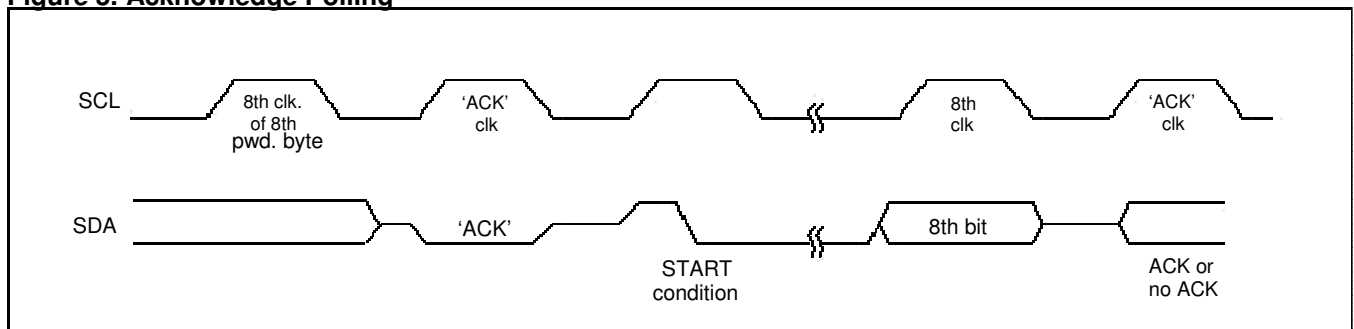 Figure 3. Acknowledge Polling
SCL
8th clk.
of 8th
pwd. byte
'ACK'
clk
8th
clk
'ACK'
clk
SDA
'ACK'
START
condition
8th bit
ACK or
no ACK